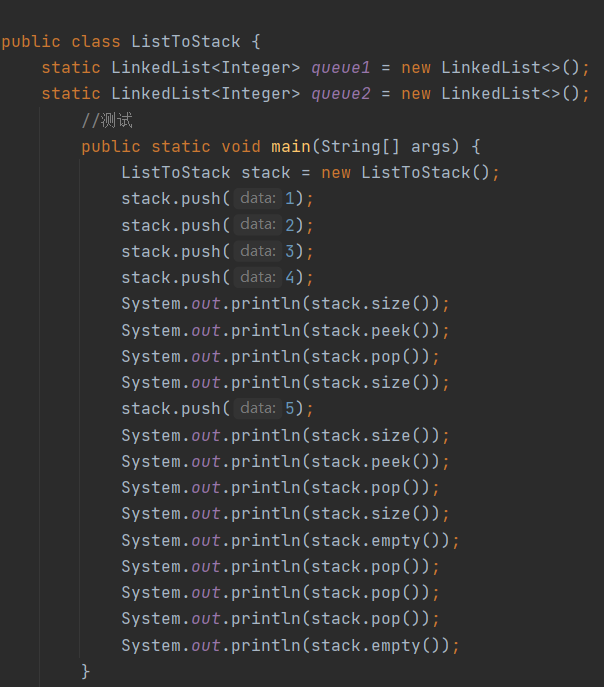 public class ListToStack {
    static LinkedList<Integer> queue1 = new LinkedList<>();
    static LinkedList<Integer> queue2 = new LinkedList<>();
        //测试
        public static void main(String[] args) {
            ListToStack stack = new ListToStack();
            stack.push( data: 1);
            stack.push( data: 2);
            stack.push( data: 3);
            stack.push( data: 4);
            System.out.println(stack.size());
            System.out.println(stack.peek());
            System.out.println(stack.pop());
            System.out.println(stack.size());
            stack.push( data: 5);
            System.out.println(stack.size());
            System.out.println(stack.peek());
            System.out.println(stack.pop());
            System.out.println(stack.size());
            System.out.println(stack.empty());
            System.out.println(stack.pop());
            System.out.println(stack.pop());
            System.out.println(stack.pop());
            System.out.println(stack.empty());
        }